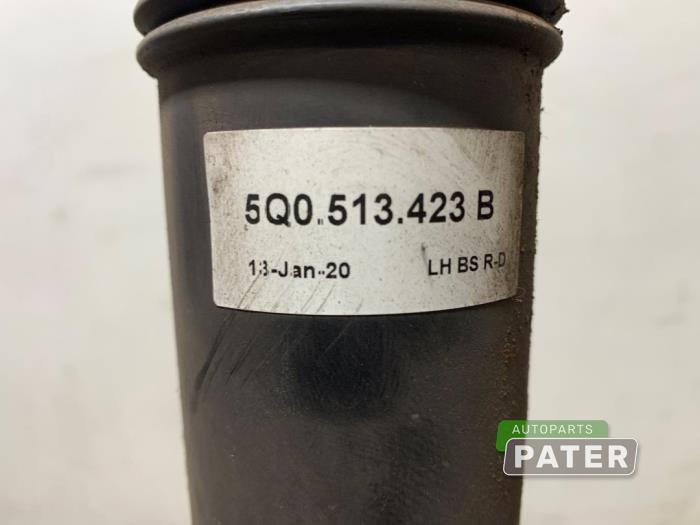 5Q0.513.423 B
13-Jan-20 LH BS R-D
AUTOPARTS
PATER